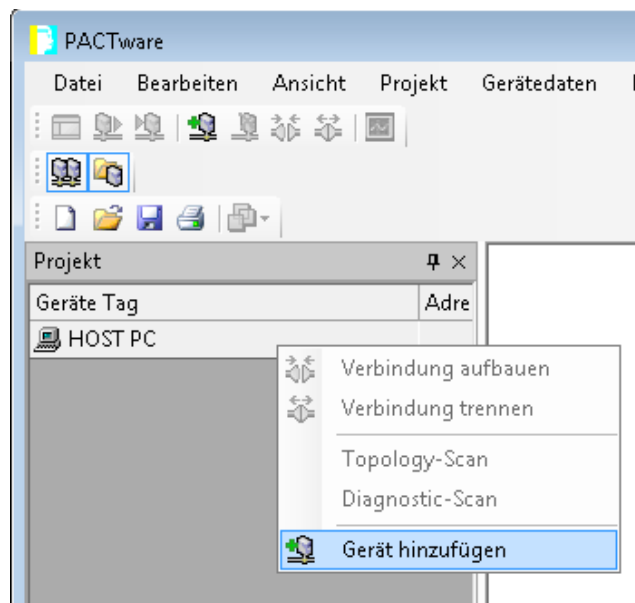 PACTware
Datei Bearbeiten Ansicht Projekt Gerätedaten
Projekt
Geräte Tag Adre
HOST PC
Verbindung aufbauen
Verbindung trennen
Topology-Scan
Diagnostic-Scan
Gerät hinzufügen